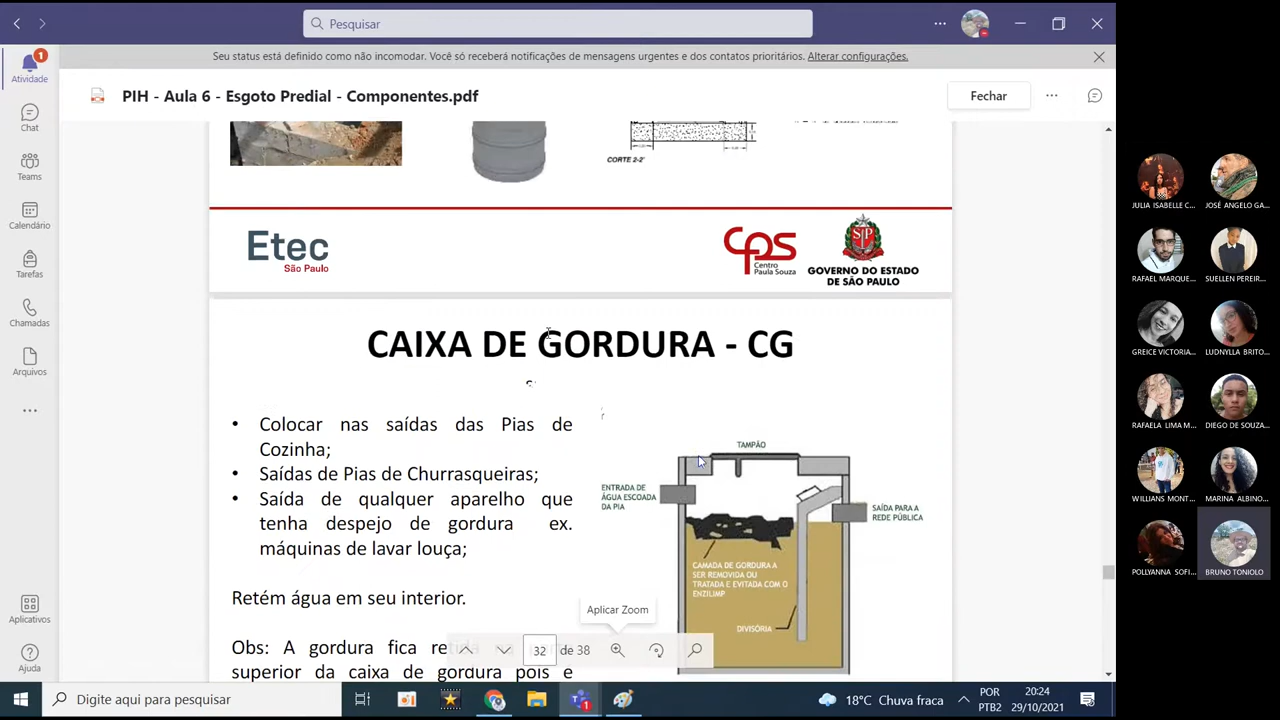 Pesquisar
Seu status está definido como não incomodar. Você só receberá notificações de mensagens urgentes e dos contatos prioritários. Alterar configurações.
1
Atividade
Chat
Teams
Calendário
Tarefas
Chamadas
Arquivos
Aplicativos
Ajuda
PIH - Aula 6 - Esgoto Predial - Componentes.pdf
Fechar
CORTE 2-2'
Etec
São Paulo
CPS
Centro
Paula Souza
SP
GOVERNO DO ESTADO
DE SÃO PAULO
CAIXA DE GORDURA - CG
• Colocar nas saídas das Pias de
Cozinha;
• Saídas de Pias de Churrasqueiras;
• Saída de qualquer aparelho que
tenha despejo de gordura ex.
máquinas de lavar louça;
Retém água em seu interior.
Obs: A gordura fica
superior da caixa de gordura pois e
TAMPÃO
ENTRADA DE
ÁGUA ESCOADA
DA PIA
SAÍDA PARA A
REDE PÚBLICA
CAMADA DE GORDURA A
SER REMOVIDA OU
TRATADA E EVITADA COM O
ENZILIMP
DIVISÓRIA
Aplicar Zoom
32 de 38
JULIA ISABELLE C...
JOSÉ ANGELO GA...
RAFAEL MARQUE...
SUELLEN PEREIR...
GREICE VICTORIA...
LUDNYLLA BRITO...
RAFAELA LIMA M...
DIEGO DE SOUZA...
WILLIANS MONT...
MARINA ALBINO...
POLLYANNA SOFI...
BRUNO TONIOLO
Digite aqui para pesquisar
18°C Chuva fraca
POR
PTB2
20:24
29/10/2021